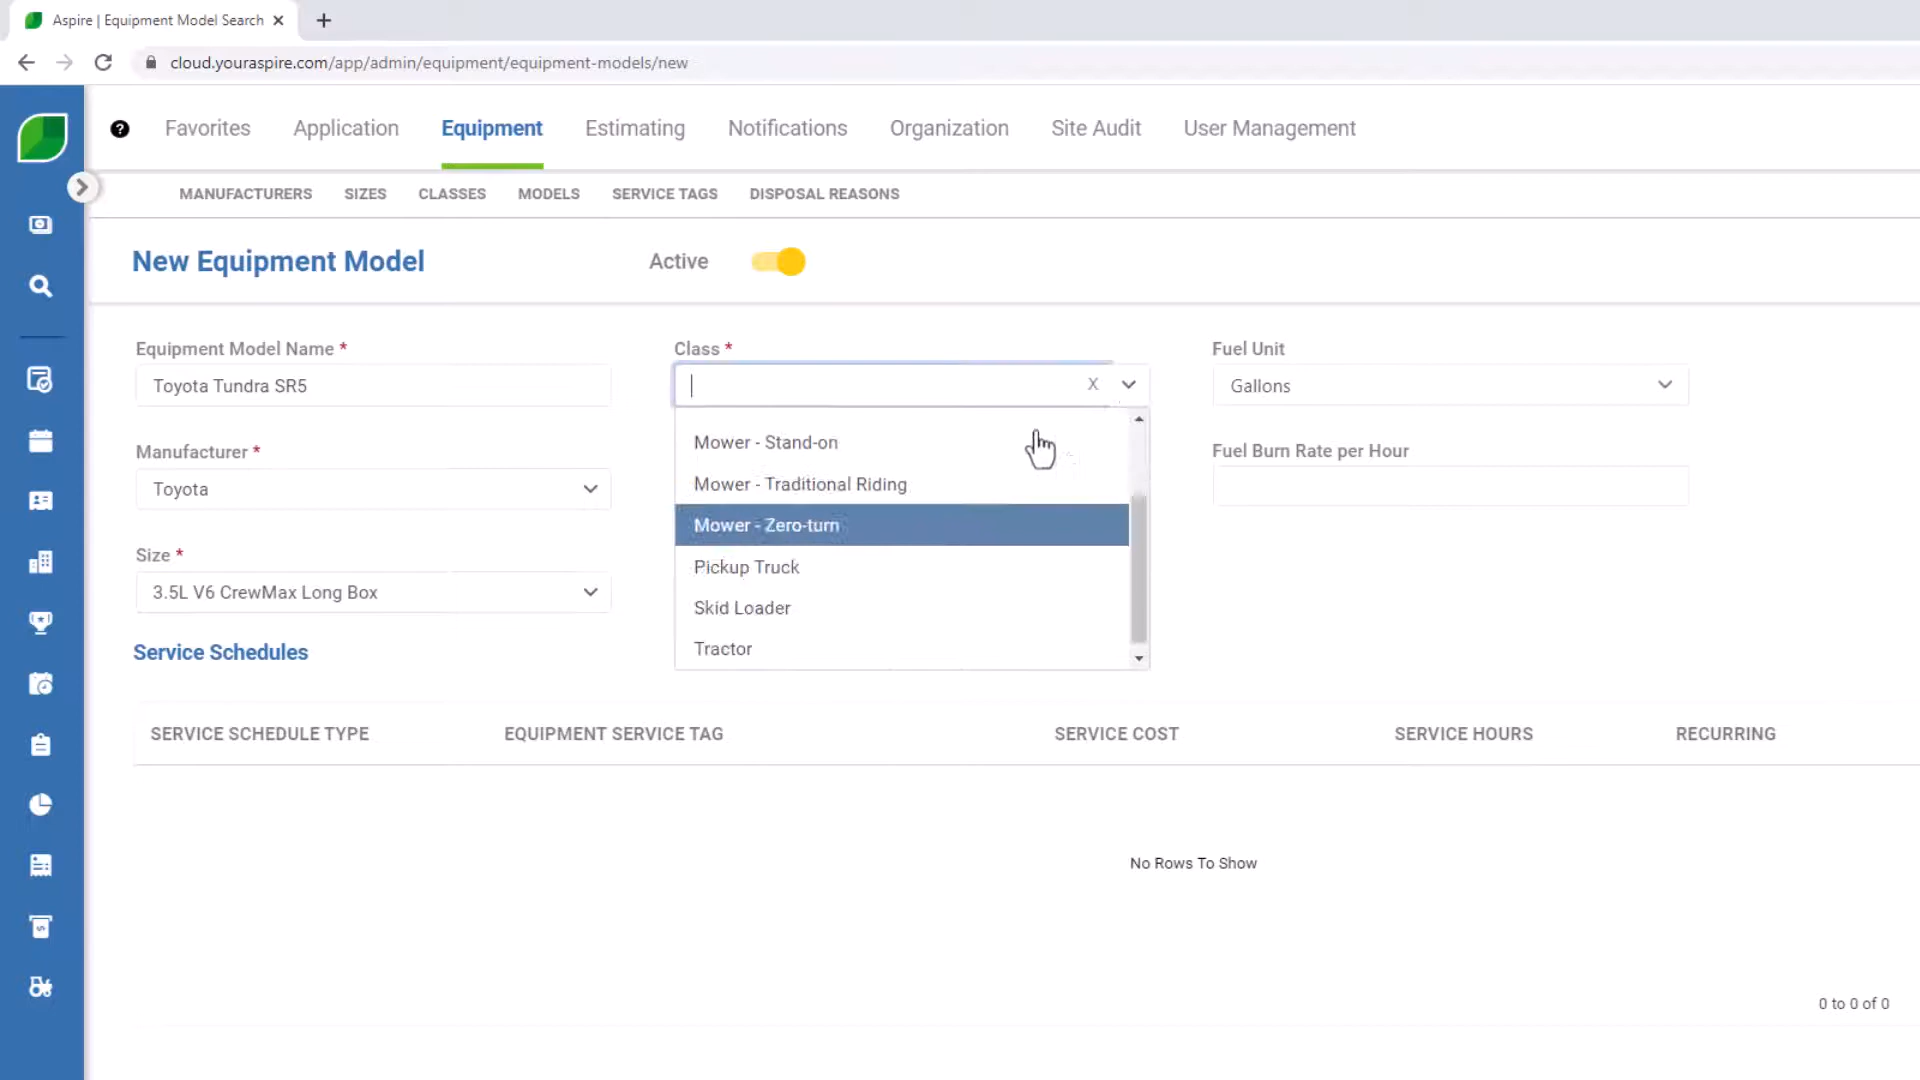 Aspire | Equipment Model Search
cloud.youraspire.com/app/admin/equipment/equipment-models/new
Favorites Application Equipment Estimating Notifications Organization Site Audit User Management
MANUFACTURERS SIZES CLASSES MODELS SERVICE TAGS DISPOSAL REASONS
New Equipment Model Active
Equipment Model Name * Class * Fuel Unit
Toyota Tundra SR5 X Gallons
Mower - Stand-on
Manufacturer * Fuel Burn Rate per Hour
Toyota Mower - Traditional Riding
Mower - Zero-turn
Size * Pickup Truck
3.5L V6 CrewMax Long Box Skid Loader
Service Schedules Tractor
SERVICE SCHEDULE TYPE EQUIPMENT SERVICE TAG SERVICE COST SERVICE HOURS RECURRING
No Rows To Show
0 to 0 of 0